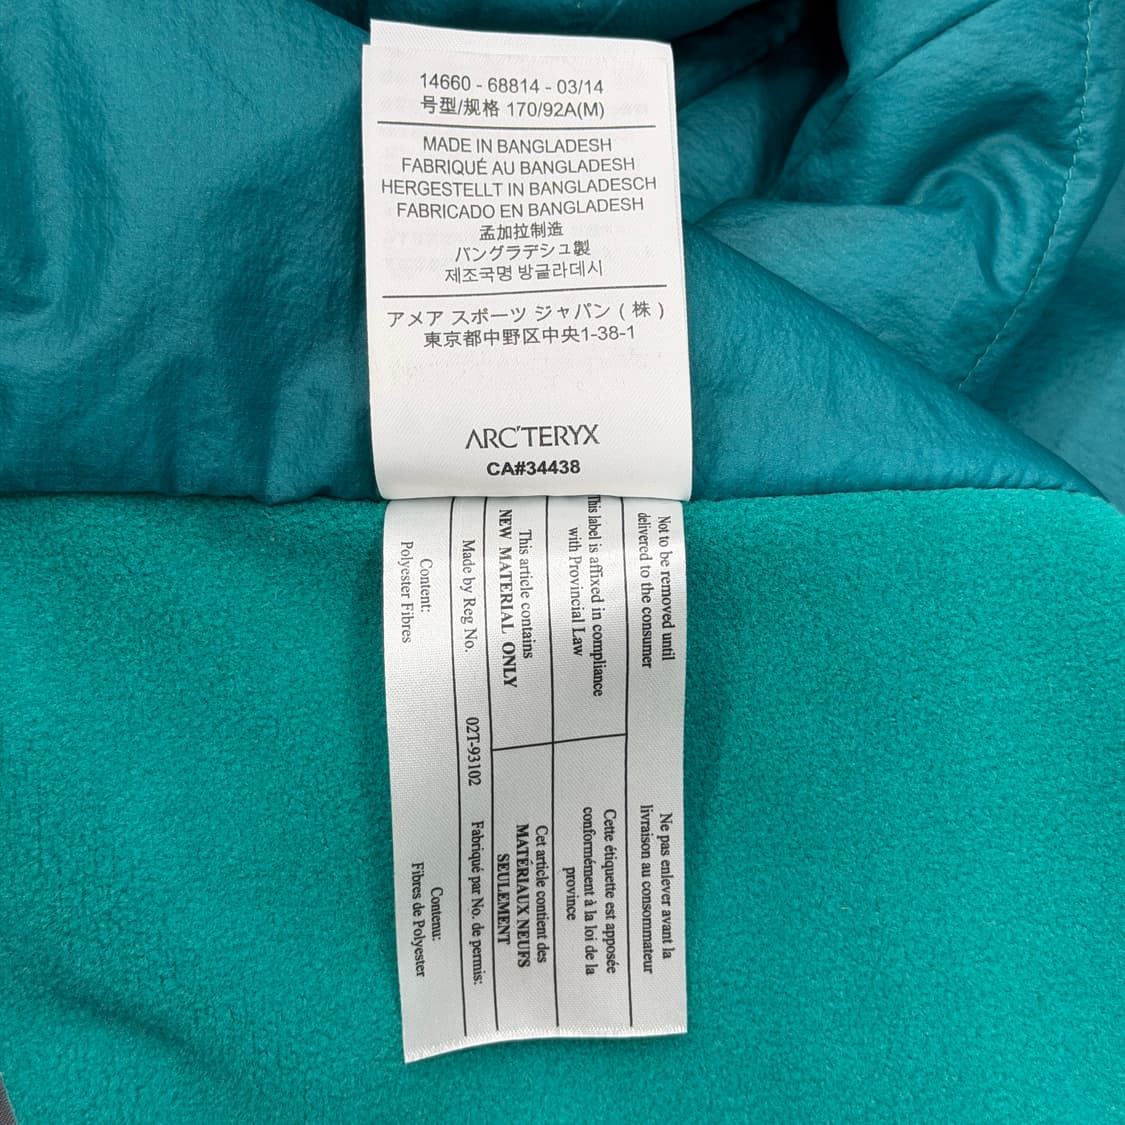 14660 - 68814 - 03/14
号型/规格 170/92A(M)
MADE IN BANGLADESH
FABRIQUÉ AU BANGLADESH
HERGESTELLT IN BANGLADESCH
FABRICADO EN BANGLADESH
孟加拉制造
バングラデシュ製
제조국명 방글라데시
アメア スポーツ ジャパン ( 株 )
東京都中野区中央1-38-1
ARC'TERYX
CA#34438
Not to be removed until
delivered to the consumer
Ne pas enlever avant la
livraison au consommateur
This label is affixed in compliance
with Provincial Law
Cette étiquette est apposée
conformément à la loi de la
province
This article contains
NEW MATERIAL ONLY
Cet article contient des
MATÉRIAUX NEUFS
SEULEMENT
Made by Reg No. 02T-93102 Fabriqué par No. de permis:
Content:
Polyester Fibres
Contenu:
Fibres de Polyester